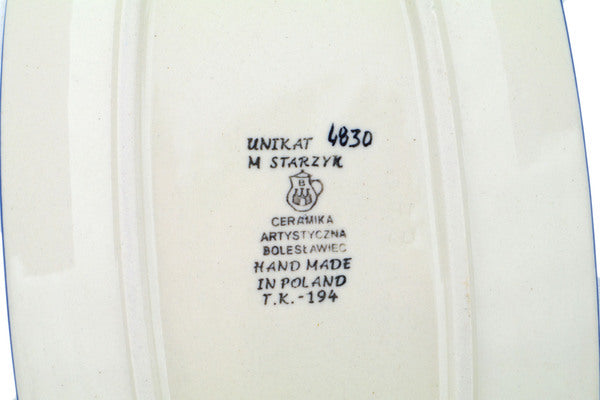 UNIKAT 4830
M STARZYK
B
CERAMIKA
ARTYSTYCZNA
BOLESŁAWIEC
HAND MADE
IN POLAND
T.K.-194